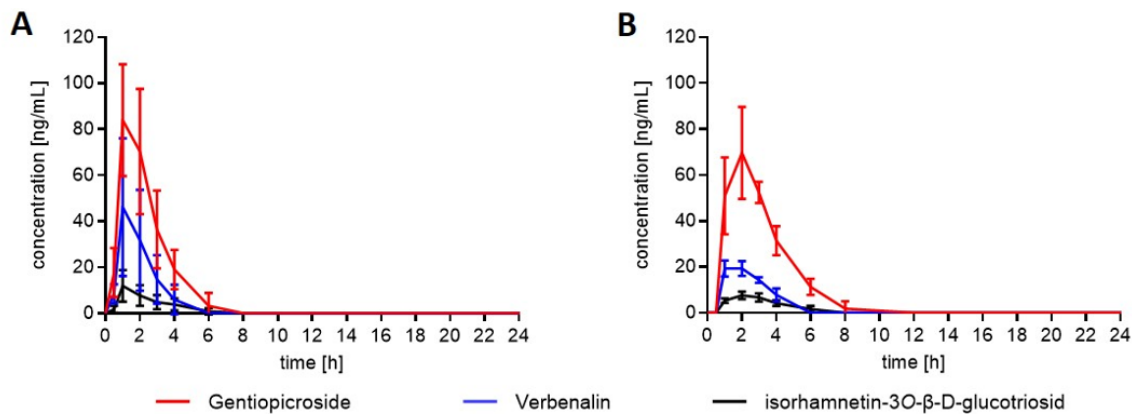 A
B
120
100
80
60
40
20
0
concentration [ng/mL]
0 2 4 6 8 10 12 14 16 18 20 22 24
time [h]
120
100
80
60
40
20
0
concentration [ng/mL]
0 2 4 6 8 10 12 14 16 18 20 22 24
time [h]
Gentiopicroside Verbenalin isorhamnetin-3O-β-D-glucotriosid